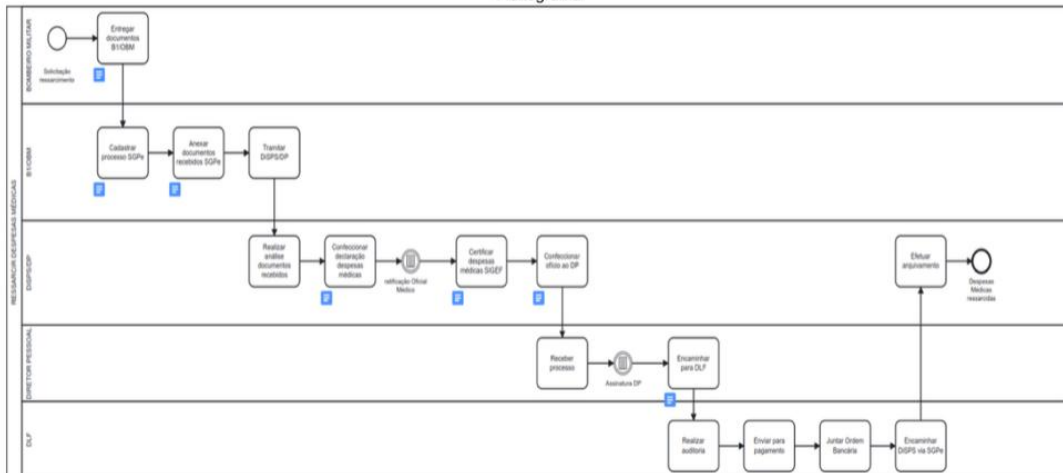 RESSARCIR DESPESAS MÉDICAS
BOMBEIRO MILITAR
Solicitação
ressarcimento
Entregar
documentos
B1/OBM
B1/OBM
Cadastrar
processo SGPe
Anexar
documentos
recebidos SGPe
Tramitar
DISPS/DP
DISPS/DP
Realizar
análise
documentos
recebidos
Confeccionar
declaração
despesas
médicas
ratificação Oficial
Médico
Certificar
despesas
médicas SIGEF
Confeccionar
ofício ao DP
Efetuar
arquivamento
Despesas
Médicas
ressarcidas
DIRETOR PESSOAL
Receber
processo
Assinatura DP
Encaminhar
para DLF
DLF
Realizar
auditoria
Enviar para
pagamento
Juntar Ordem
Bancária
Encaminhar
DISPS via SGPe